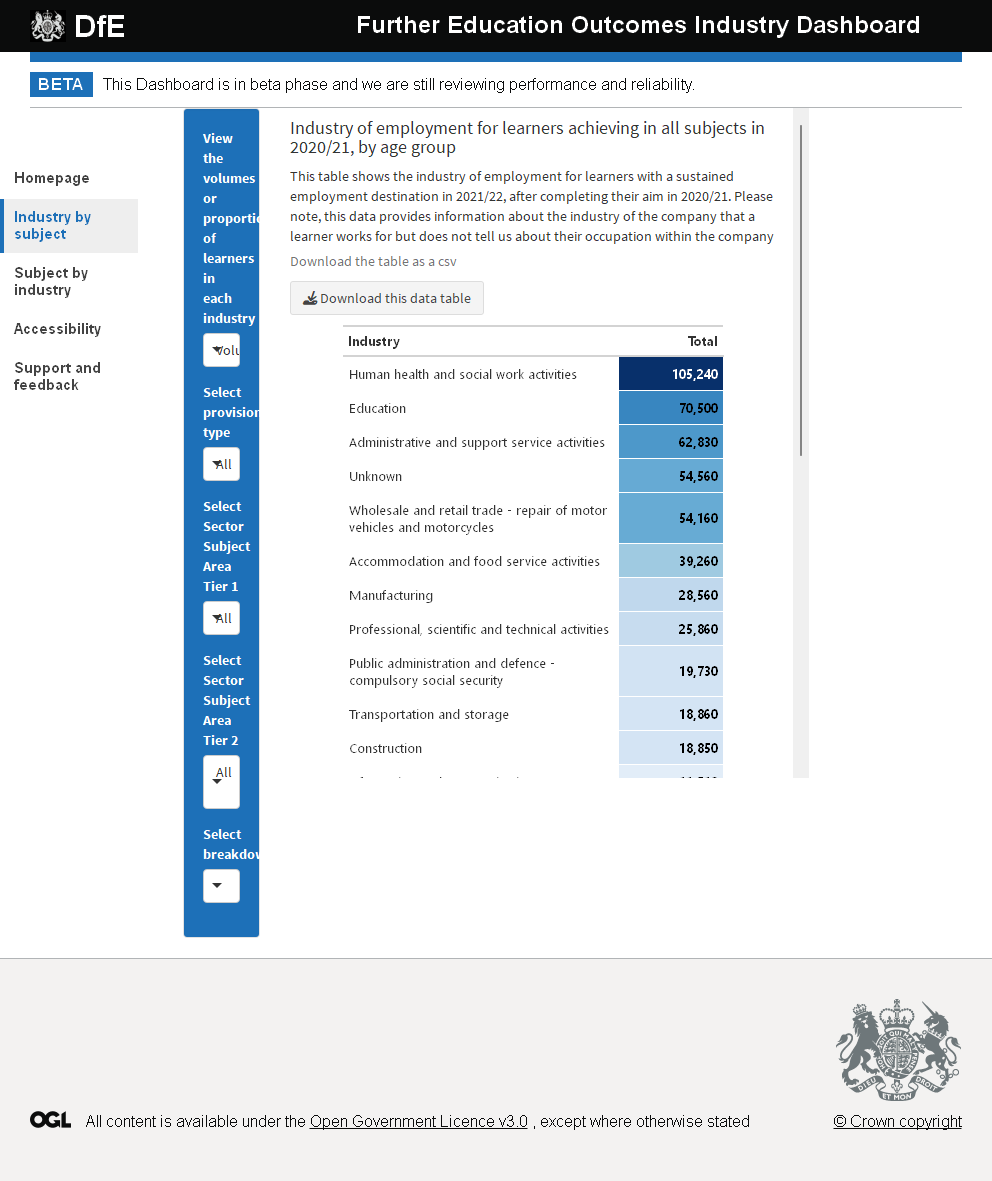 DfE
Further Education Outcomes Industry Dashboard
BETA This Dashboard is in beta phase and we are still reviewing performance and reliability.
Homepage
Industry by
subject
Subject by
industry
Accessibility
Support and
feedback
View
the
volumes
or
of
learners
in
each
industry
Select
provision
type
All
Select
Sector
Subject
Area
Tier 1
All
Select
Sector
Subject
Area
Tier 2
All
Select
Industry of employment for learners achieving in all subjects in
2020/21, by age group
This table shows the industry of employment for learners with a sustained
employment destination in 2021/22, after completing their aim in 2020/21. Please
note, this data provides information about the industry of the company that a
learner works for but does not tell us about their occupation within the company
Download the table as a csv
Download this data table
Industry Total
Human health and social work activities 105,240
Education 70,500
Administrative and support service activities 62,830
Unknown 54,560
Wholesale and retail trade - repair of motor
vehicles and motorcycles 54,160
Accommodation and food service activities 39,260
Manufacturing 28,560
Professional, scientific and technical activities 25,860
Public administration and defence -
compulsory social security 19,730
Transportation and storage 18,860
Construction 18,850
OGL All content is available under the Open Government Licence v3.0 , except where otherwise stated
© Crown copyright